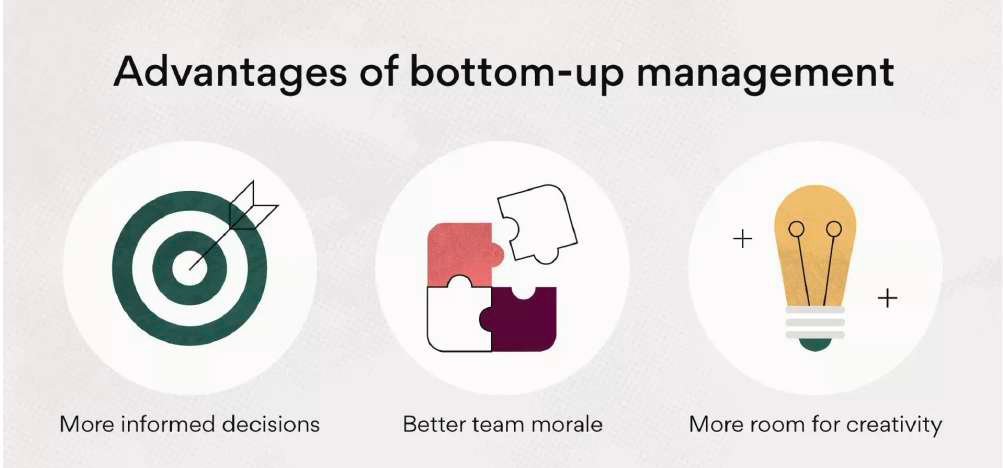 Advantages of bottom-up management
More informed decisions
Better team morale
More room for creativity